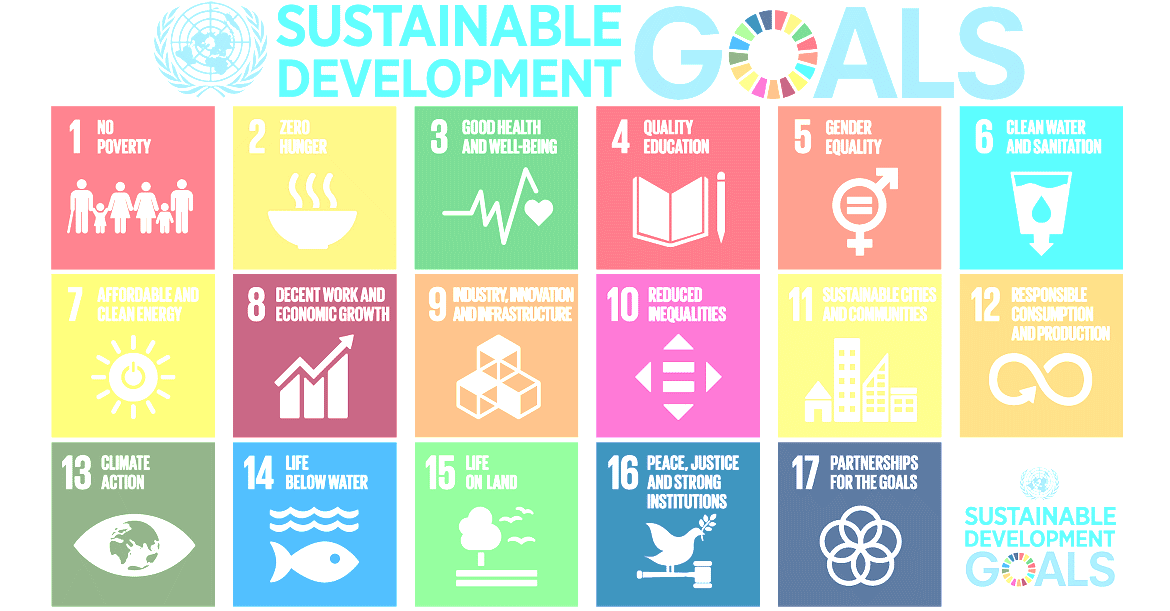 SUSTAINABLE
DEVELOPMENT
GOALS
1 NO
POVERTY
2 ZERO
HUNGER
3 GOOD HEALTH
AND WELL-BEING
4 QUALITY
EDUCATION
5 GENDER
EQUALITY
6 CLEAN WATER
AND SANITATION
7 AFFORDABLE AND
CLEAN ENERGY
8 DECENT WORK AND
ECONOMIC GROWTH
9 INDUSTRY, INNOVATION
AND INFRASTRUCTURE
10 REDUCED
INEQUALITIES
11 SUSTAINABLE CITIES
AND COMMUNITIES
12 RESPONSIBLE
CONSUMPTION
AND PRODUCTION
13 CLIMATE
ACTION
14 LIFE
BELOW WATER
15 LIFE
ON LAND
16 PEACE, JUSTICE
AND STRONG
INSTITUTIONS
17 PARTNERSHIPS
FOR THE GOALS
SUSTAINABLE
DEVELOPMENT
GOALS